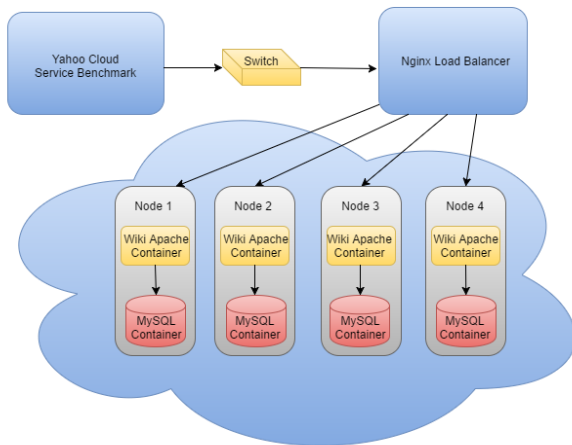 Yahoo Cloud
Service Benchmark
Switch
Nginx Load Balancer
Node 1
Node 2
Node 3
Node 4
Wiki Apache
Container
Wiki Apache
Container
Wiki Apache
Container
Wiki Apache
Container
MySQL
Container
MySQL
Container
MySQL
Container
MySQL
Container